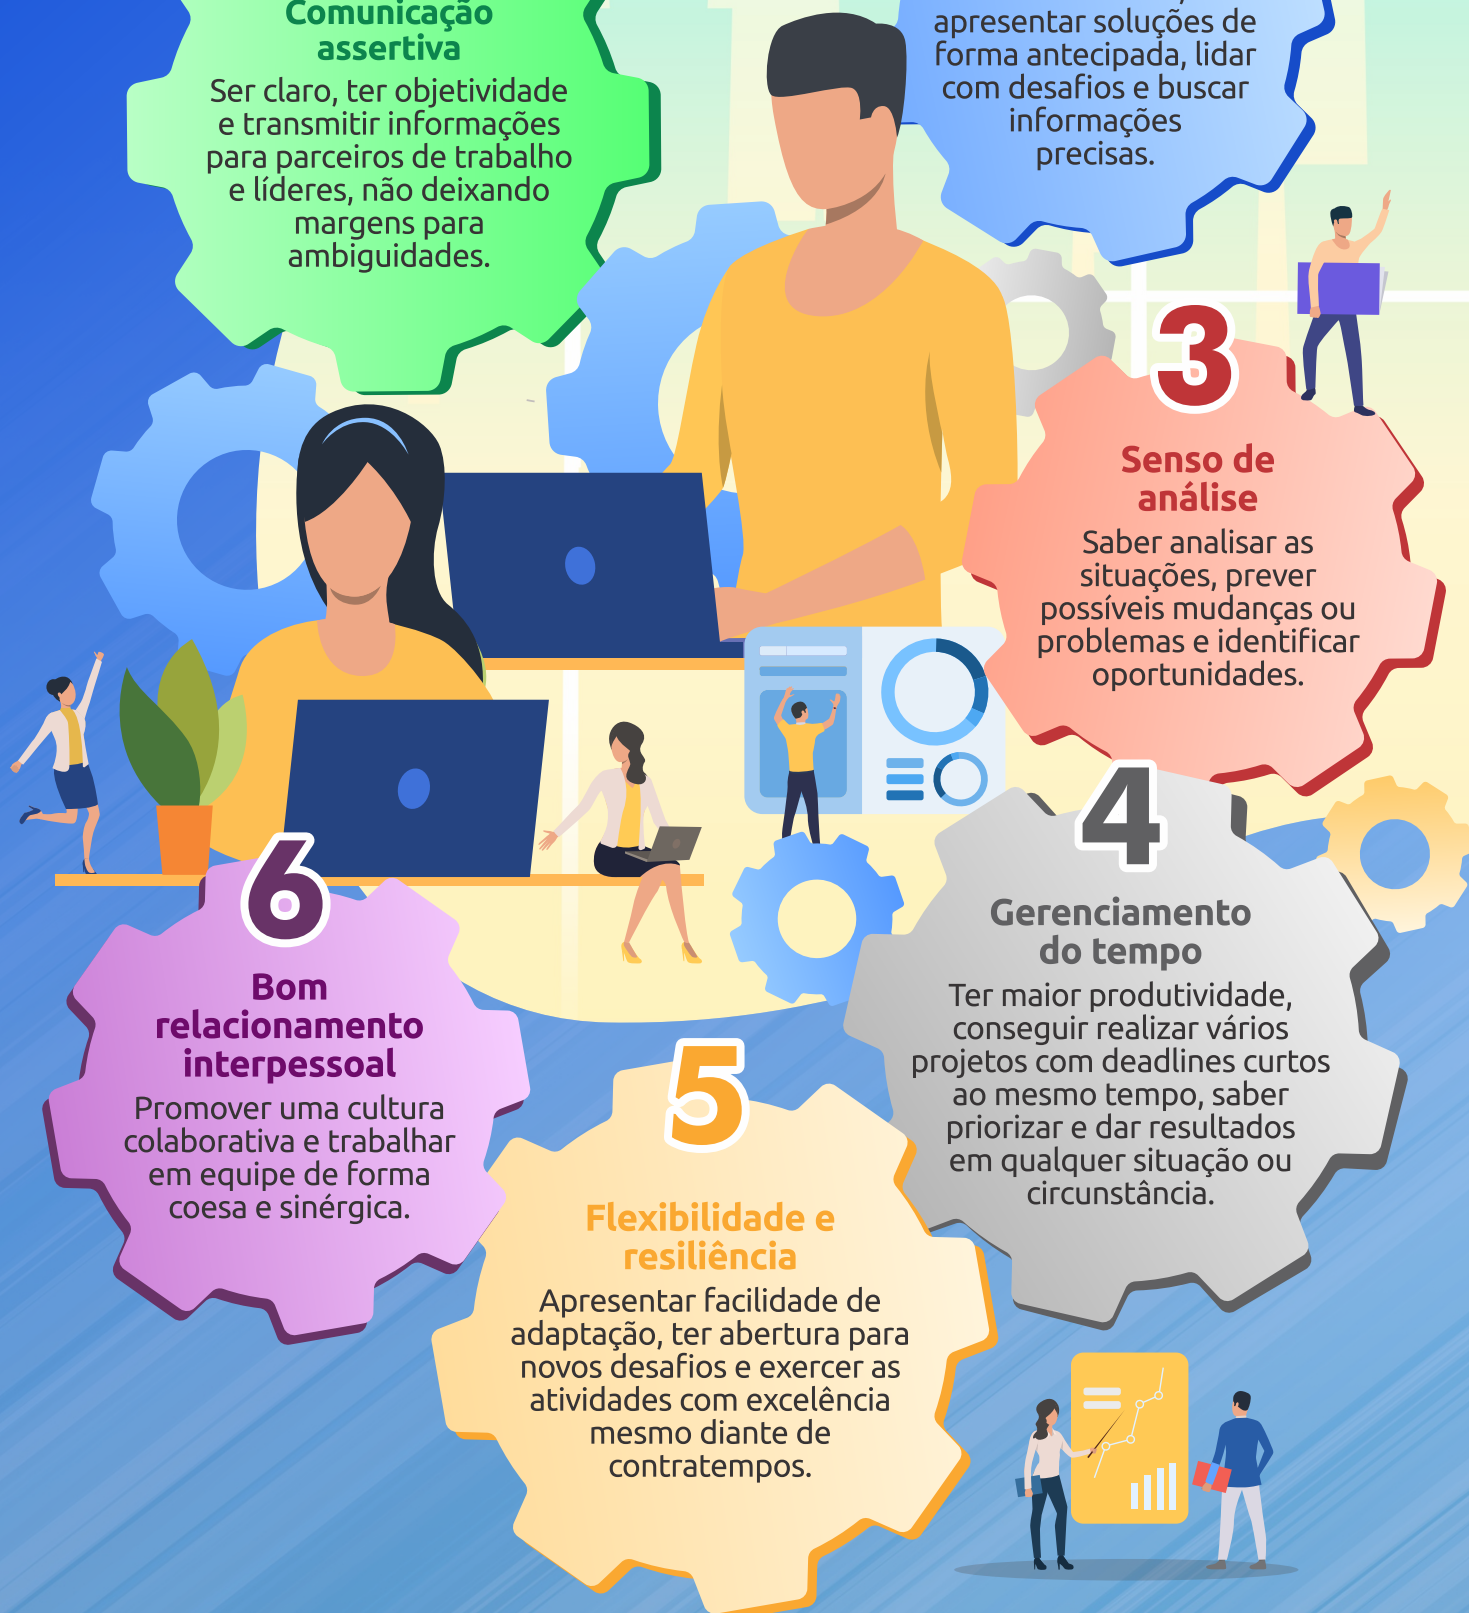 Comunicação
assertiva
Ser claro, ter objetividade
e transmitir informações
para parceiros de trabalho
e líderes, não deixando
margens para
ambiguidades.
apresentar soluções de
forma antecipada, lidar
com desafios e buscar
informações
precisas.
3
Senso de
análise
Saber analisar as
situações, prever
possíveis mudanças ou
problemas e identificar
oportunidades.
4
Gerenciamento
do tempo
Ter maior produtividade,
conseguir realizar vários
projetos com deadlines curtos
ao mesmo tempo, saber
priorizar e dar resultados
em qualquer situação ou
circunstância.
5
Flexibilidade e
resiliência
Apresentar facilidade de
adaptação, ter abertura para
novos desafios e exercer as
atividades com excelência
mesmo diante de
contratempos.
6
Bom
relacionamento
interpessoal
Promover uma cultura
colaborativa e trabalhar
em equipe de forma
coesa e sinérgica.